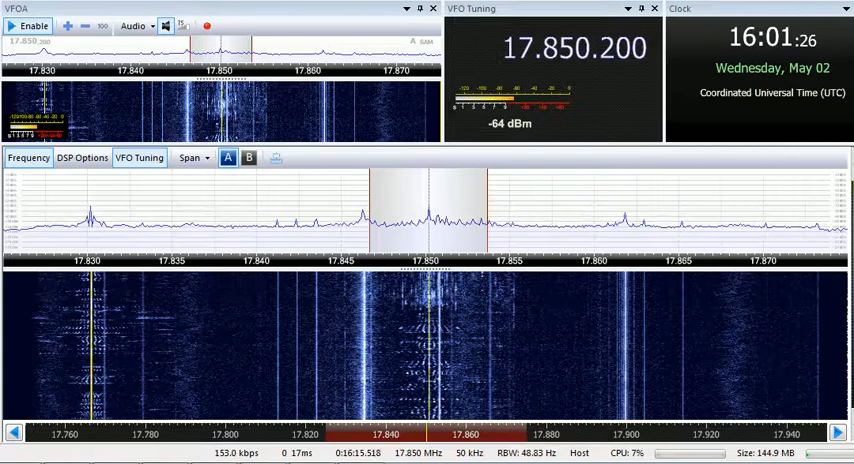 VFOA
Enable 100 Audio TS
17.850.200 A SAM
17.830 17.840 17.850 17.860 17.870
VFO Tuning
17.850.200
-64 dBm
Clock
16:01:26
Wednesday, May 02
Coordinated Universal Time (UTC)
Frequency DSP Options VFO Tuning Span A B
17.830 17.835 17.840 17.845 17.850 17.855 17.860 17.865 17.870
17.760 17.780 17.800 17.820 17.840 17.860 17.880 17.900 17.920 17.940
153.0 kbps 0 17ms 0:16:15.518 17.850 MHz 50 kHz RBW: 48.83 Hz Host CPU: 7% Size: 144.9 MB